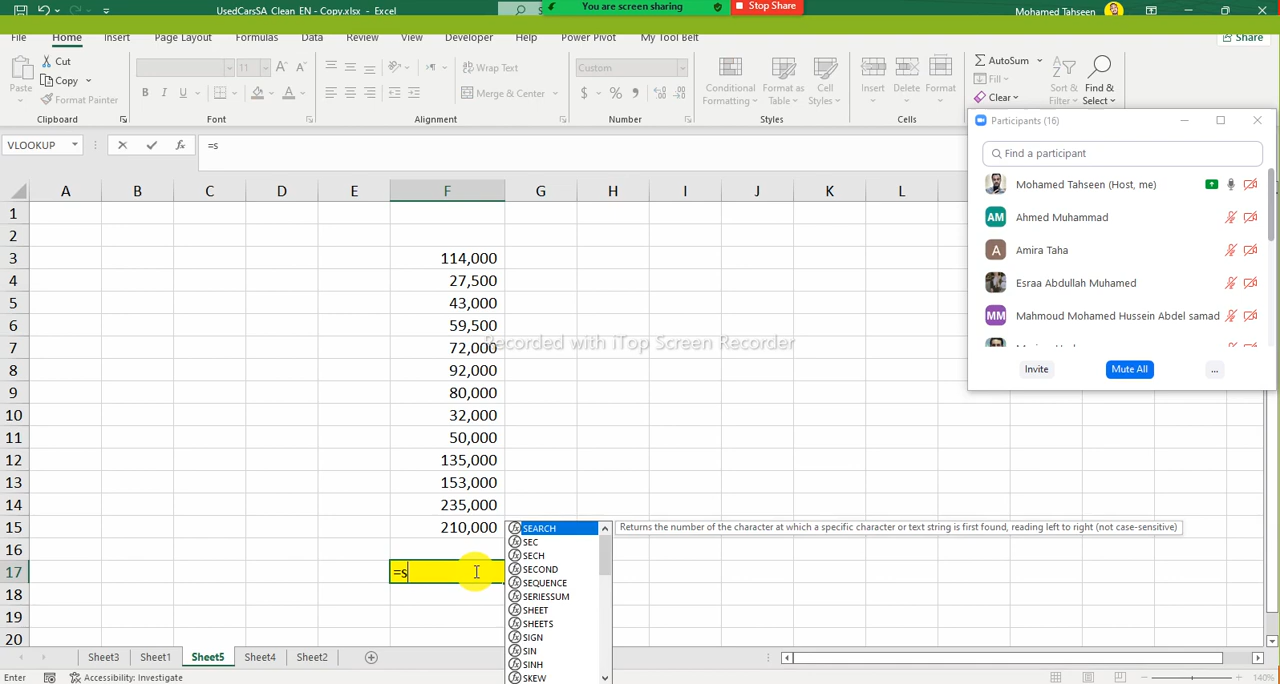 UsedCarsSA_Clean_EN - Copy.xlsx - Excel
You are screen sharing
Stop Share
Mohamed Tahseen
File Home Insert Page Layout Formulas Data Review View Developer Help Power Pivot My Tool Belt
Share
Paste
Cut
Copy
Format Painter
Clipboard
11
B I U
Font
Wrap Text
Merge & Center
Alignment
Custom
$ %
Number
Conditional Formatting
Format as Table
Cell Styles
Styles
Insert
Delete
Format
Cells
AutoSum
Fill
Clear
Sort & Filter
Find & Select
VLOOKUP
=s
A B C D E F G H I J K L
1
2
3 114,000
4 27,500
5 43,000
6 59,500
7 72,000
8 92,000
9 80,000
10 32,000
11 50,000
12 135,000
13 153,000
14 235,000
15 210,000
16
17 =s
18
19
20
Recorded with iTop Screen Recorder
SEARCH
SEC
SECH
SECOND
SEQUENCE
SERIESSUM
SHEET
SHEETS
SIGN
SIN
SINH
SKEW
Returns the number of the character at which a specific character or text string is first found, reading left to right (not case-sensitive)
Participants (16)
Find a participant
Mohamed Tahseen (Host, me)
AM Ahmed Muhammad
A Amira Taha
Esraa Abdullah Muhamed
MM Mahmoud Mohamed Hussein Abdel samad
Invite
Mute All
...
Sheet3 Sheet1 Sheet5 Sheet4 Sheet2
Enter
Accessibility: Investigate
140%